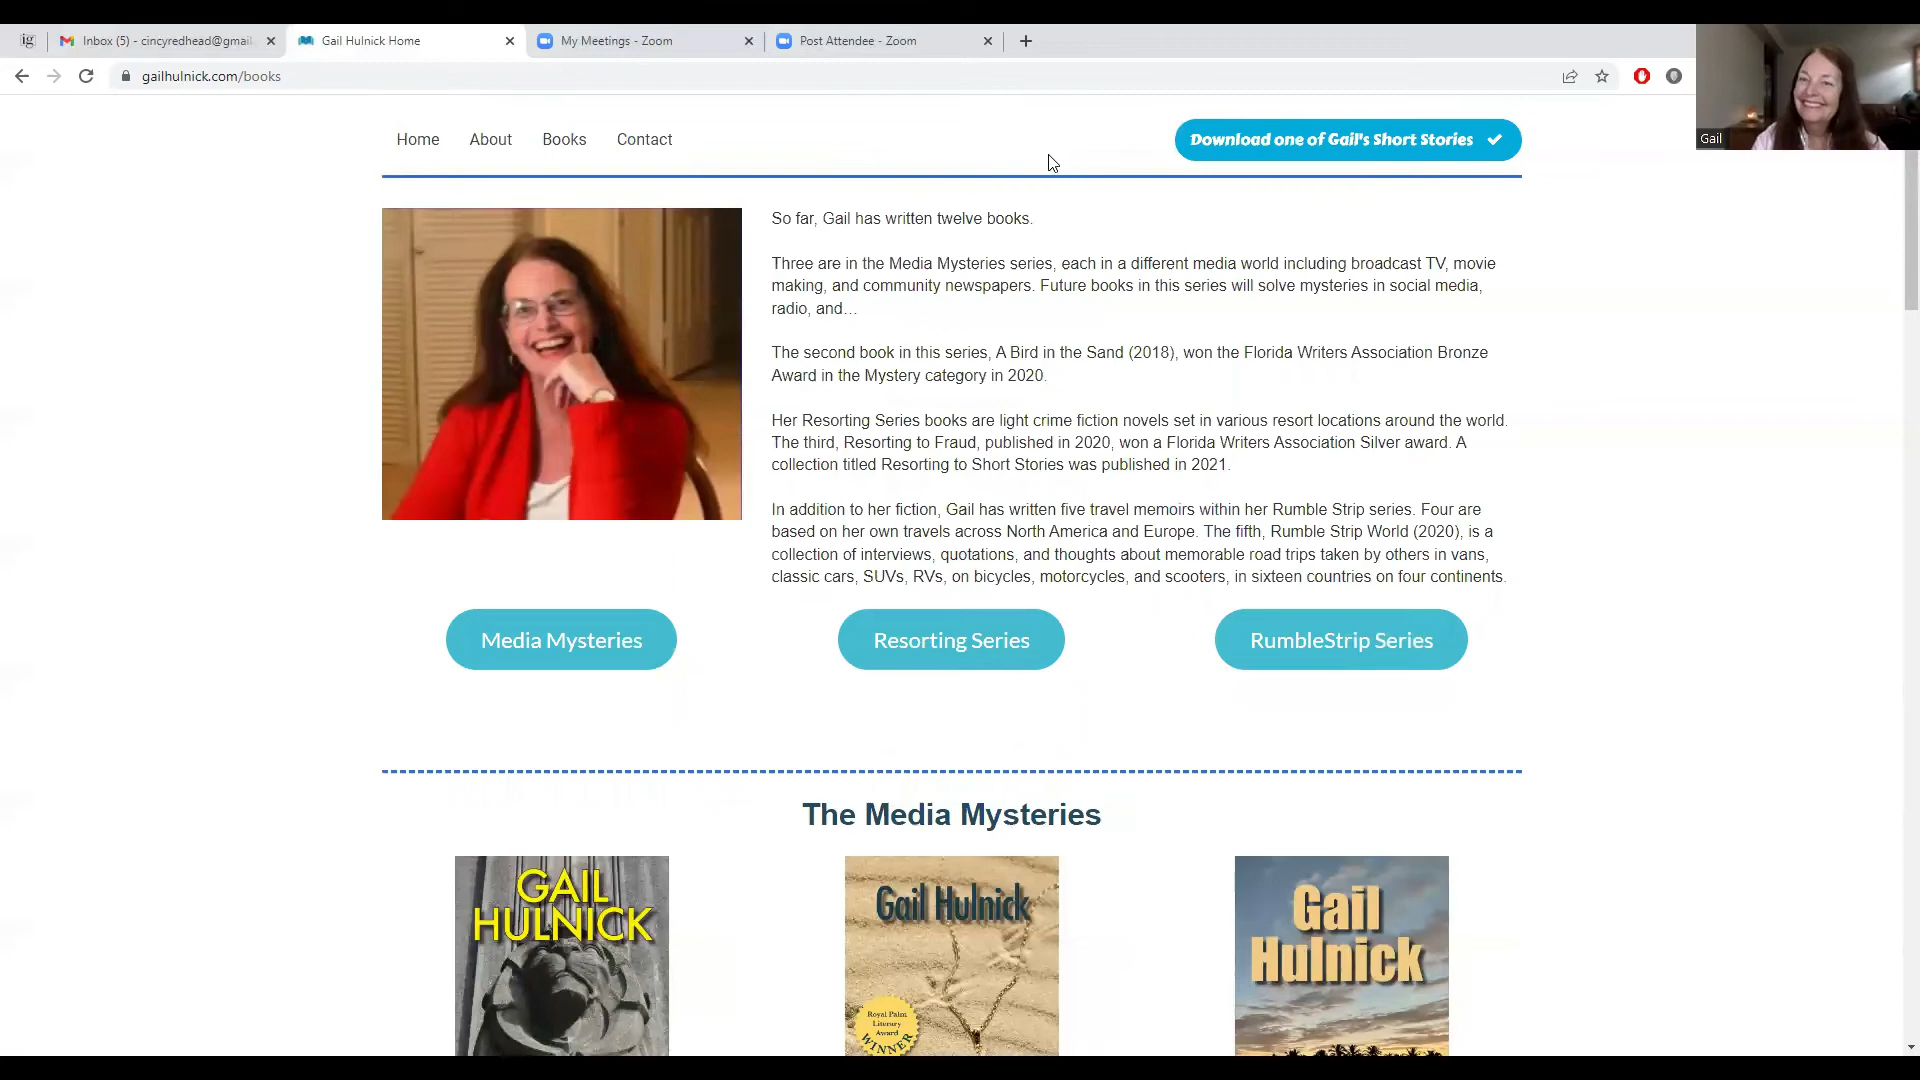 ig
Inbox (5) - cincyredhead@gmail
Gail Hulnick Home
My Meetings - Zoom
Post Attendee - Zoom
gailhulnick.com/books
Gail
Home
About
Books
Contact
Download one of Gail's Short Stories
So far, Gail has written twelve books.
Three are in the Media Mysteries series, each in a different media world including broadcast TV, movie
making, and community newspapers. Future books in this series will solve mysteries in social media,
radio, and…
The second book in this series, A Bird in the Sand (2018), won the Florida Writers Association Bronze
Award in the Mystery category in 2020.
Her Resorting Series books are light crime fiction novels set in various resort locations around the world.
The third, Resorting to Fraud, published in 2020, won a Florida Writers Association Silver award. A
collection titled Resorting to Short Stories was published in 2021.
In addition to her fiction, Gail has written five travel memoirs within her Rumble Strip series. Four are
based on her own travels across North America and Europe. The fifth, Rumble Strip World (2020), is a
collection of interviews, quotations, and thoughts about memorable road trips taken by others in vans,
classic cars, SUVs, RVs, on bicycles, motorcycles, and scooters, in sixteen countries on four continents.
Media Mysteries
Resorting Series
RumbleStrip Series
The Media Mysteries
GAIL
HULNICK
Gail Hulnick
Royal Palm
Literary
Award
WINNER
Gail
Hulnick